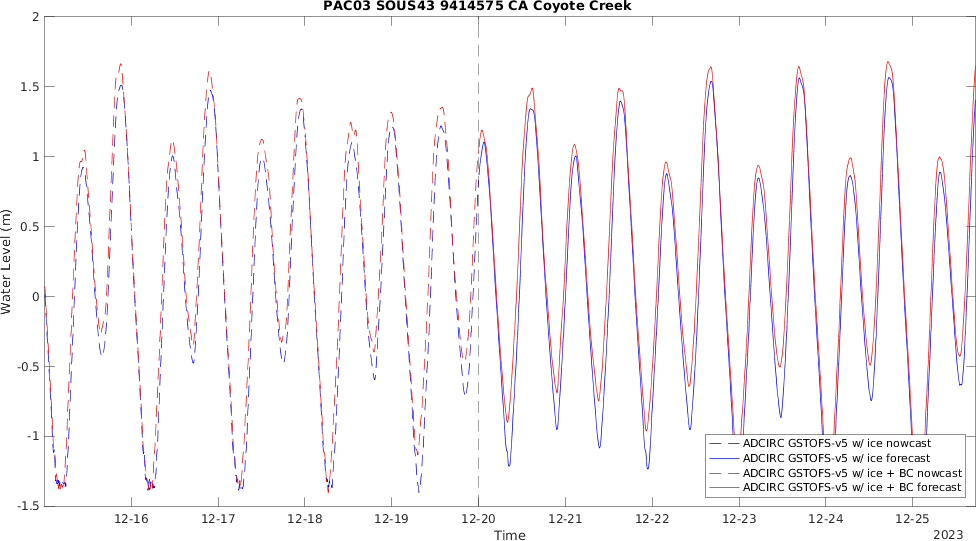 PAC03 SOUS43 9414575 CA Coyote Creek
2
1.5
1
0.5
0
-0.5
-1
-1.5
Water Level (m)
ADCIRC GSTOFS-v5 w/ ice nowcast
ADCIRC GSTOFS-v5 w/ ice forecast
ADCIRC GSTOFS-v5 w/ ice + BC nowcast
ADCIRC GSTOFS-v5 w/ ice + BC forecast
12-16 12-17 12-18 12-19 12-20 12-21 12-22 12-23 12-24 12-25
Time
2023